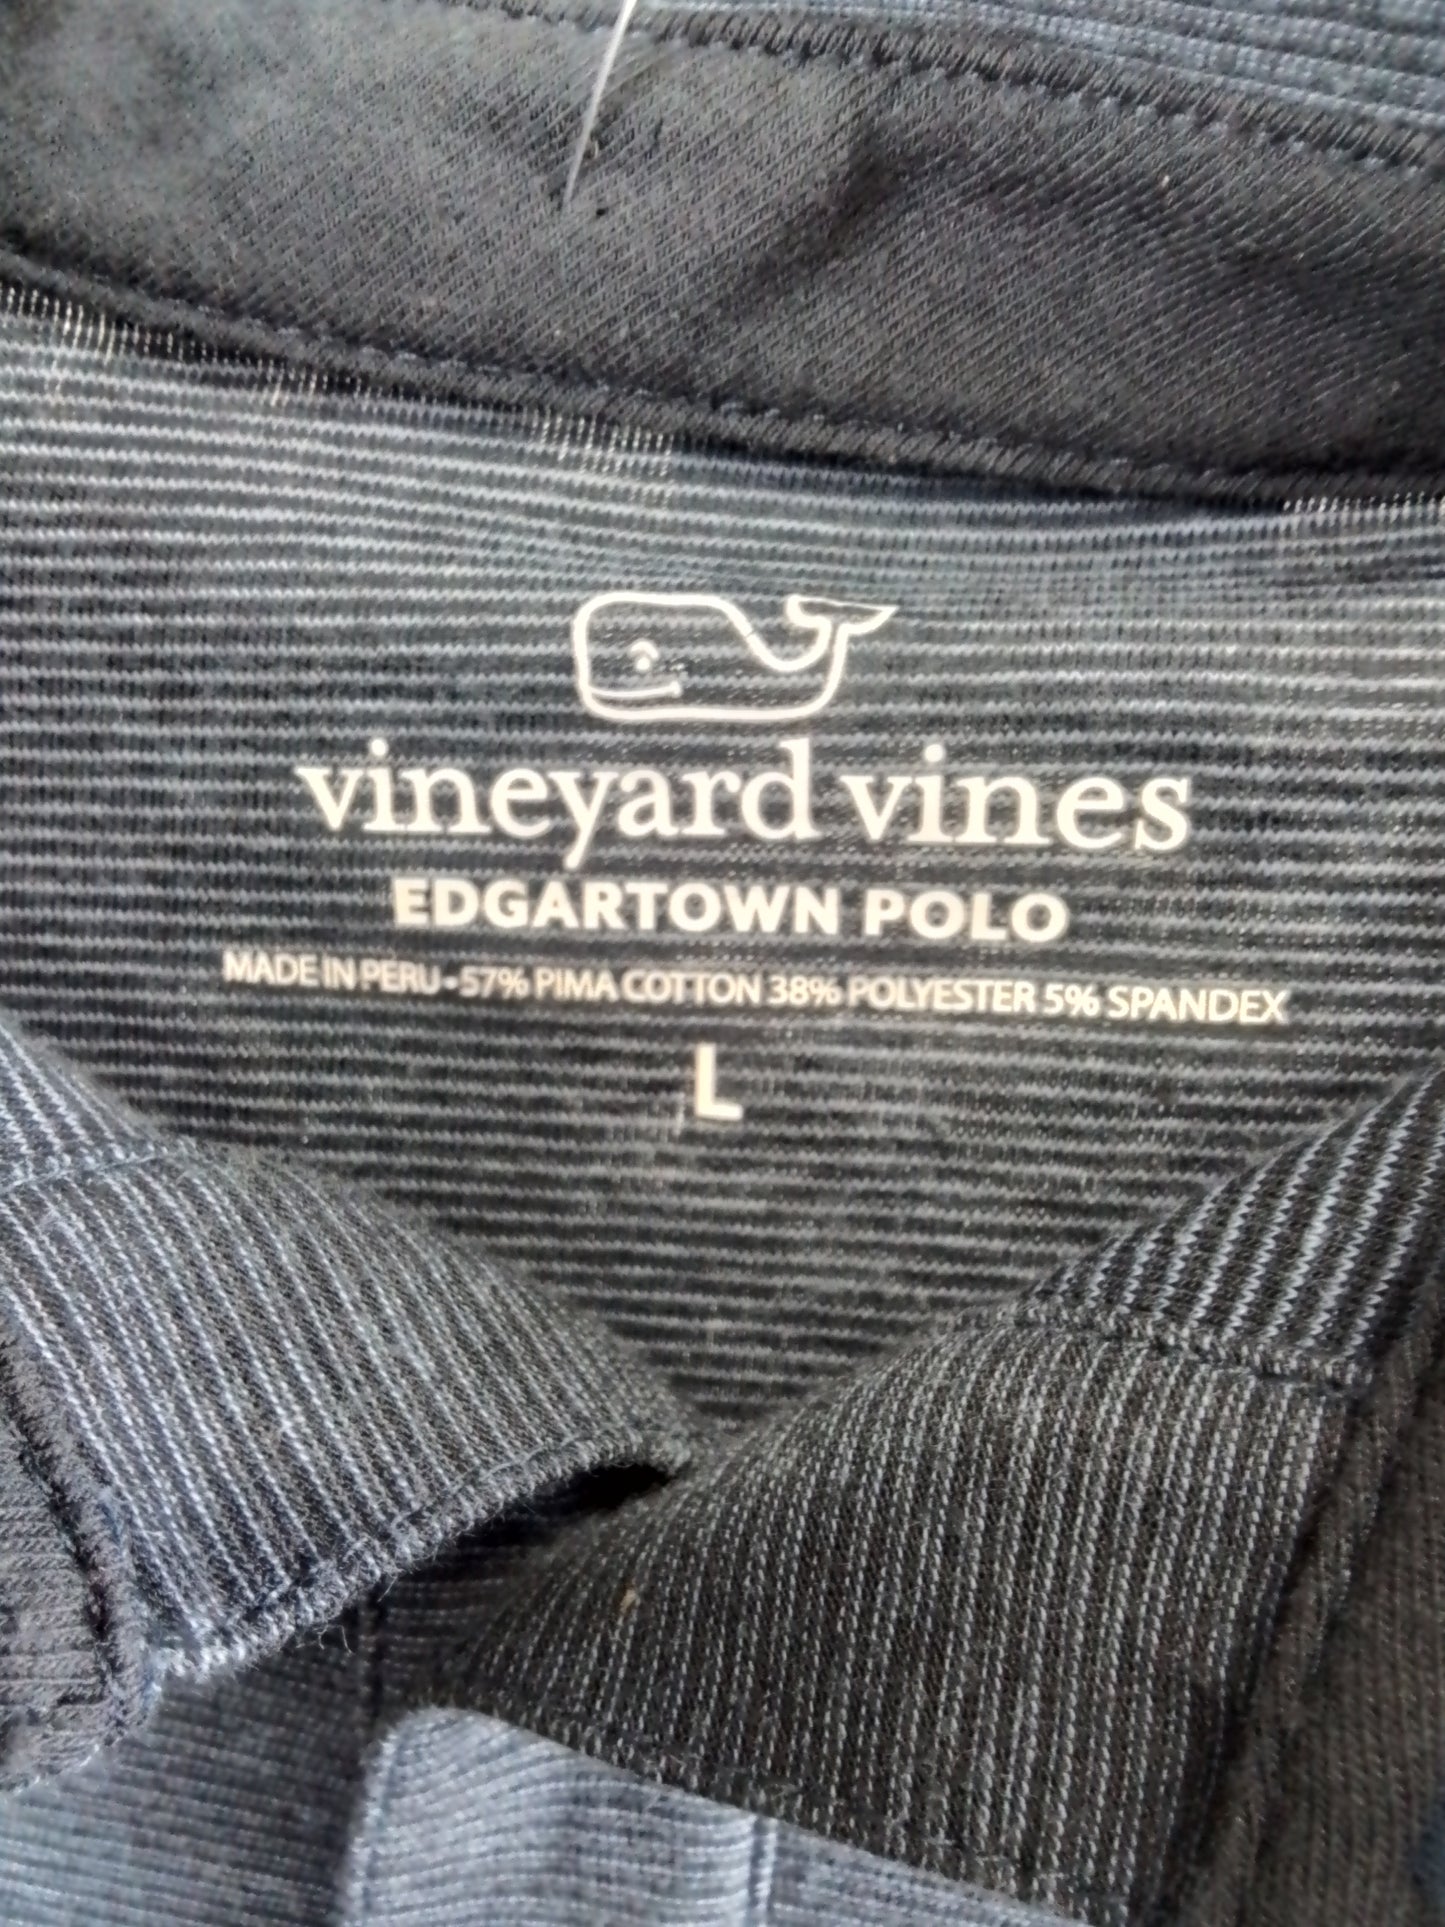 vineyard vines
EDGARTOWN POLO
MADE IN PERU • 57% PIMA COTTON 38% POLYESTER 5% SPANDEX
L